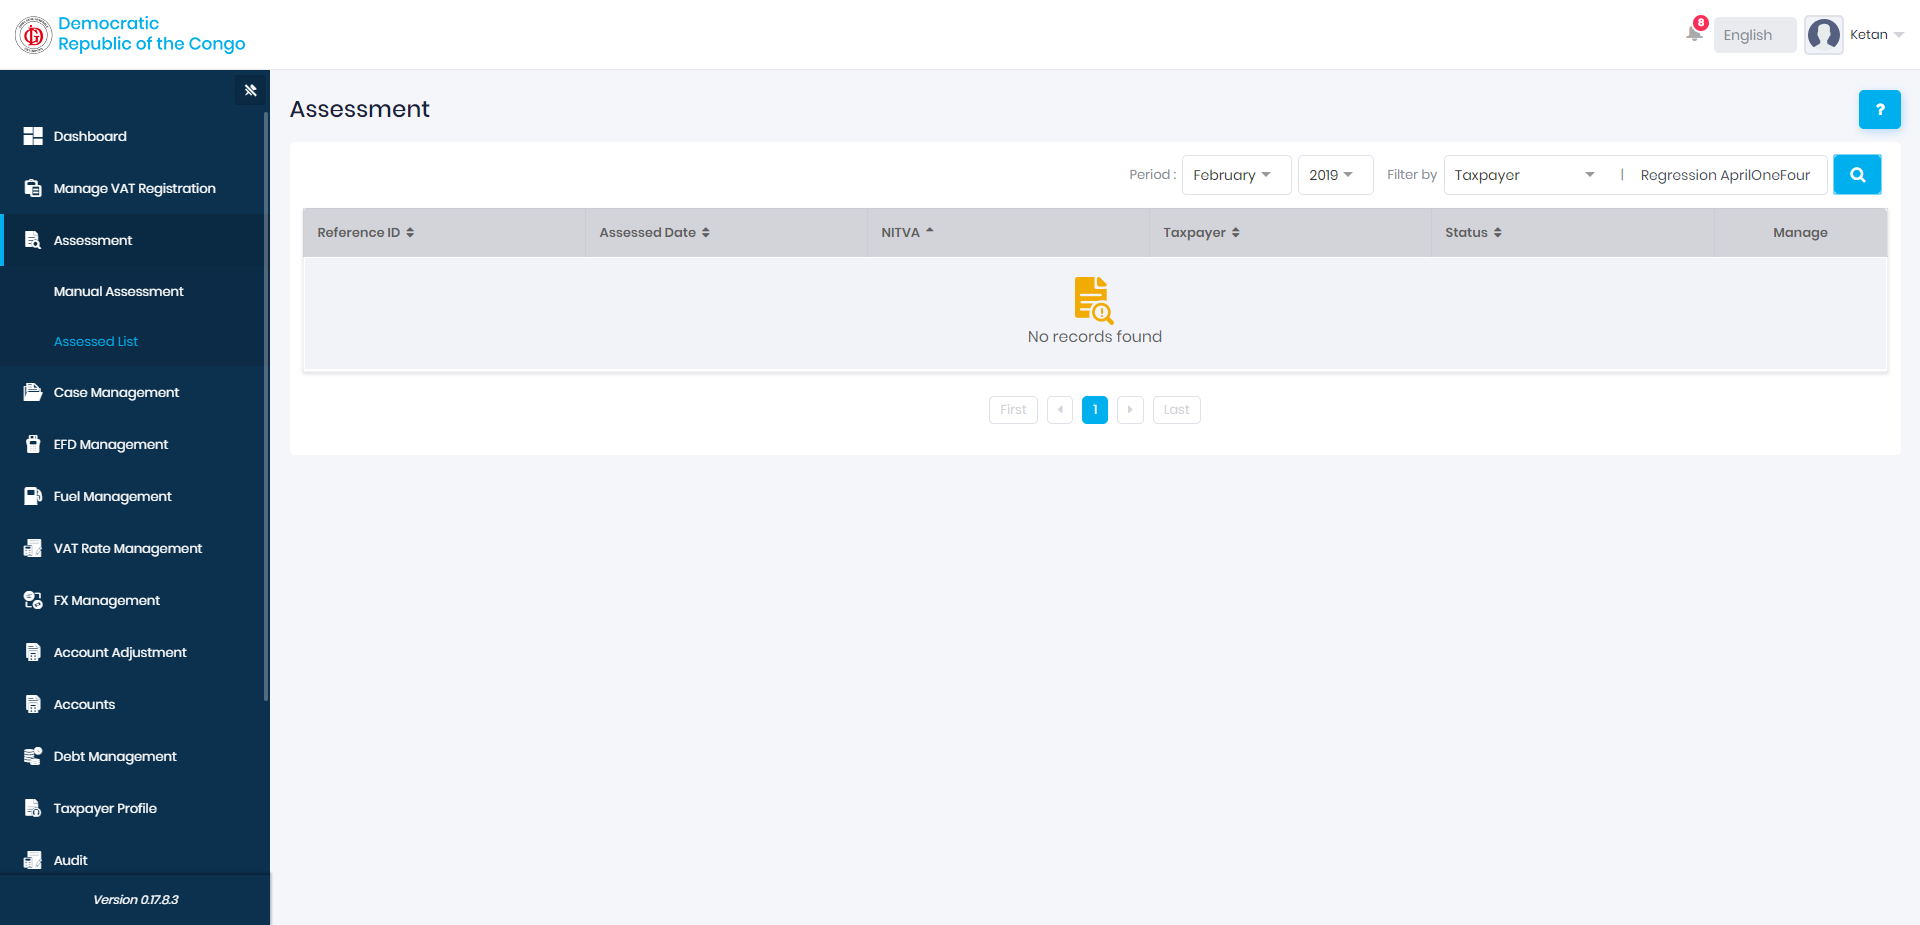 Democratic
Republic of the Congo
8
English
Ketan
Dashboard
Manage VAT Registration
Assessment
Manual Assessment
Assessed List
Case Management
EFD Management
Fuel Management
VAT Rate Management
FX Management
Account Adjustment
Accounts
Debt Management
Taxpayer Profile
Audit
Version 0.17.8.3
Assessment
?
Period : February 2019 Filter by Taxpayer | Regression AprilOneFour
Reference ID Assessed Date NITVA Taxpayer Status Manage
No records found
First 1 Last